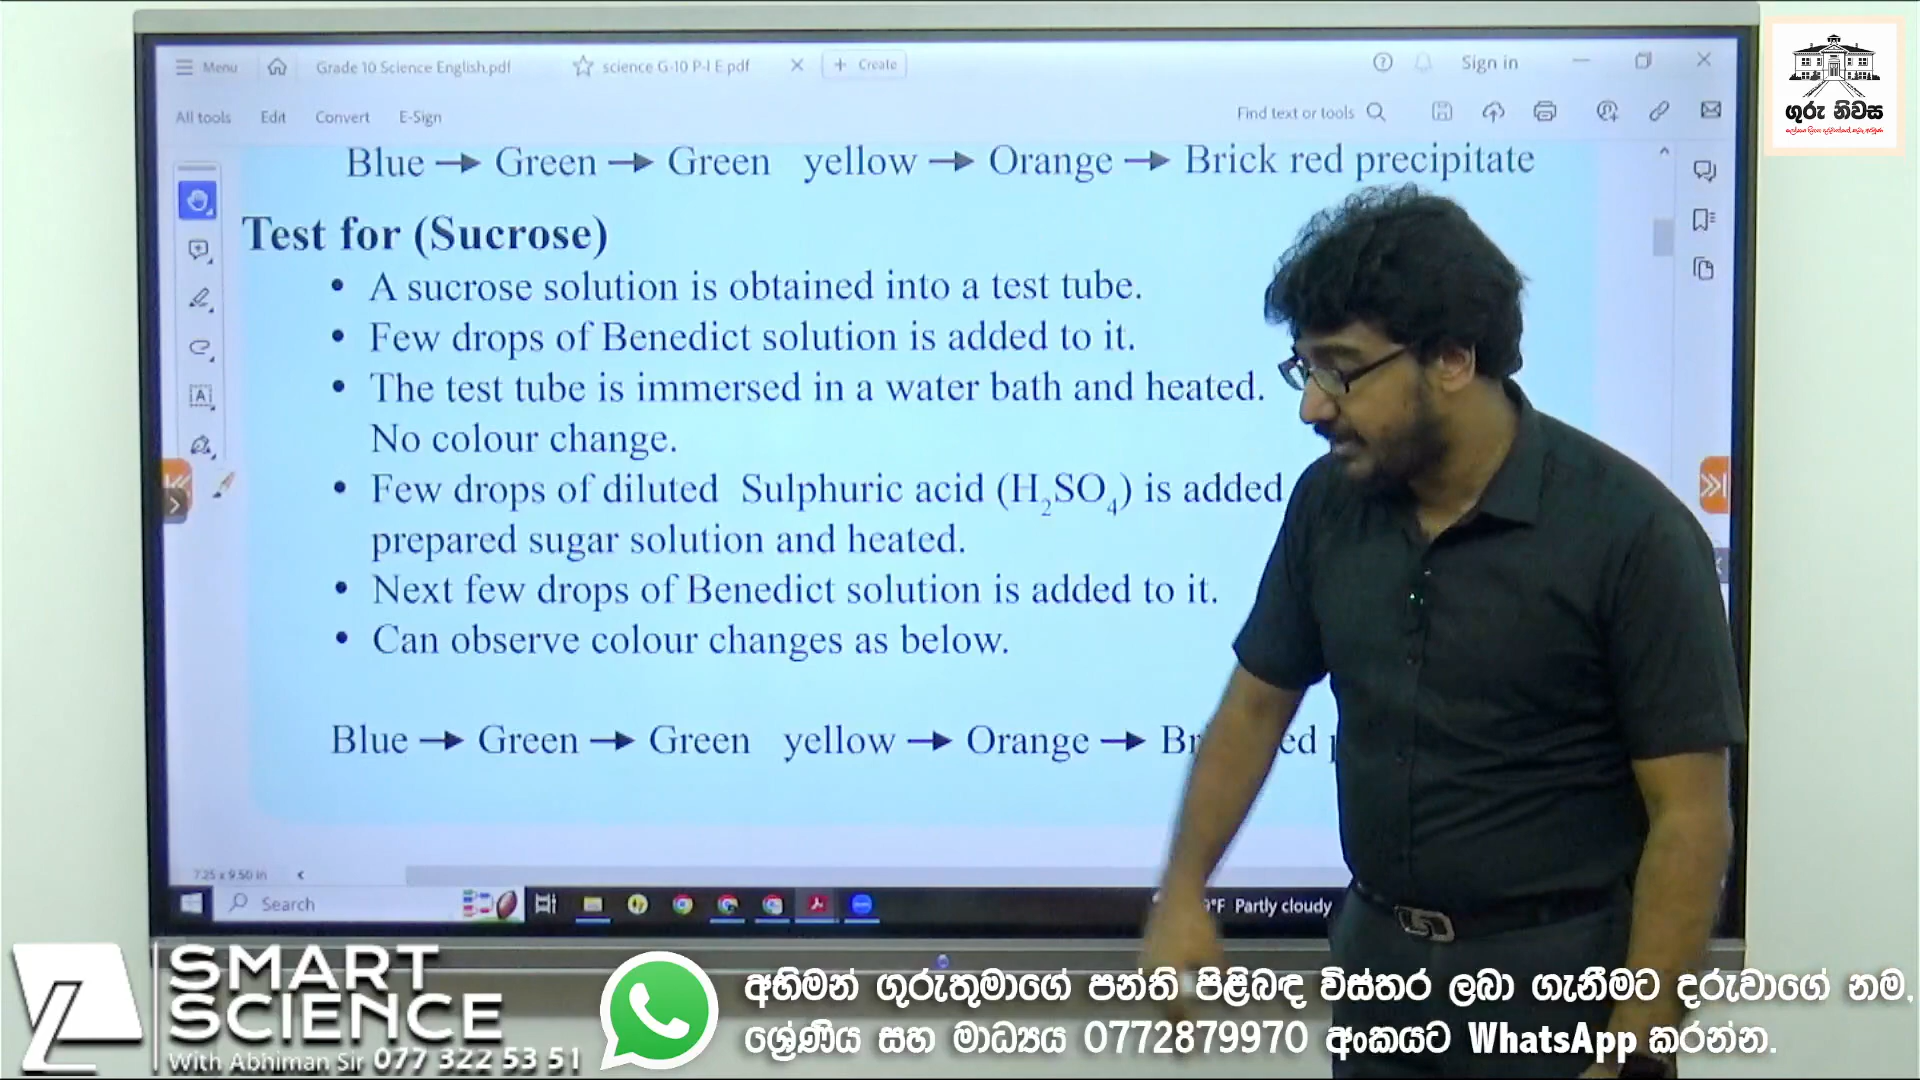 Menu
Grade 10 Science English.pdf
science G-10 P-I E.pdf
Create
Sign in
All tools
Edit
Convert
E-Sign
Find text or tools
Blue → Green → Green yellow → Orange → Brick red precipitate
Test for (Sucrose)
• A sucrose solution is obtained into a test tube.
• Few drops of Benedict solution is added to it.
• The test tube is immersed in a water bath and heated.
No colour change.
• Few drops of diluted Sulphuric acid (H₂SO₄) is added
prepared sugar solution and heated.
• Next few drops of Benedict solution is added to it.
• Can observe colour changes as below.
Blue → Green → Green yellow → Orange →
7.25 x 9.50 in
Search
Partly cloudy
ගුරු නිවස
SMART
SCIENCE
With Abhiman Sir 077 322 53 51
අභිමන් ගුරුතුමාගේ පන්ති පිළිබඳ විස්තර ලබා ගැනීමට දරුවාගේ නම,
ශ්‍රේණිය සහ මාධ්‍යය 0772879970 අංකයට WhatsApp කරන්න.